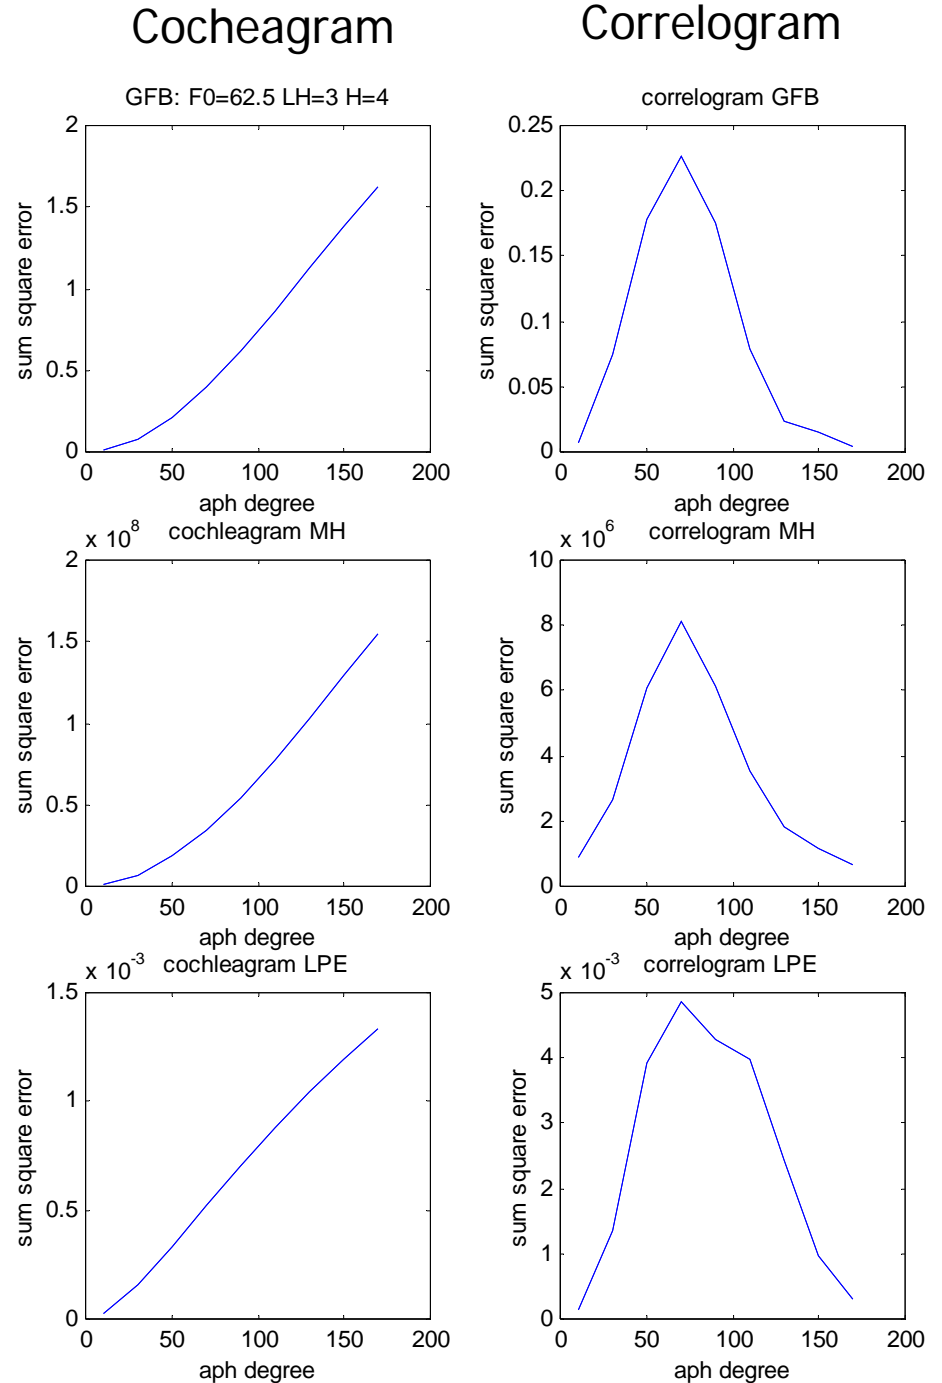 Cocheagram
Correlogram
GFB: F0=62.5 LH=3 H=4
2
1.5
1
0.5
0
sum square error
0 50 100 150 200
aph degree
correlogram GFB
0.25
0.2
0.15
0.1
0.05
0
sum square error
0 50 100 150 200
aph degree
x 10^8 cochleagram MH
2
1.5
1
0.5
0
sum square error
0 50 100 150 200
aph degree
x 10^6 correlogram MH
10
8
6
4
2
0
sum square error
0 50 100 150 200
aph degree
x 10^-3 cochleagram LPE
1.5
1
0.5
0
sum square error
0 50 100 150 200
aph degree
x 10^-3 correlogram LPE
5
4
3
2
1
0
sum square error
0 50 100 150 200
aph degree